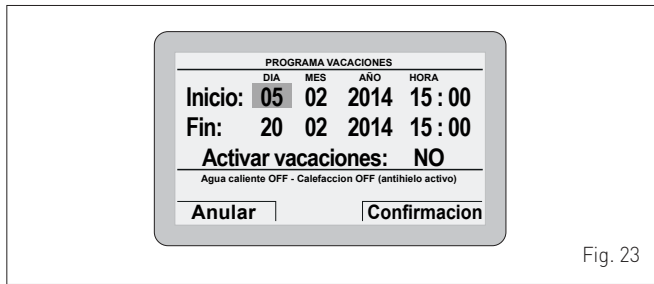 PROGRAMA VACACIONES
DIA MES AÑO HORA
Inicio: 05 02 2014 15 : 00
Fin: 20 02 2014 15 : 00
Activar vacaciones: NO
Agua caliente OFF - Calefaccion OFF (antihielo activo)
Anular Confirmacion
Fig. 23